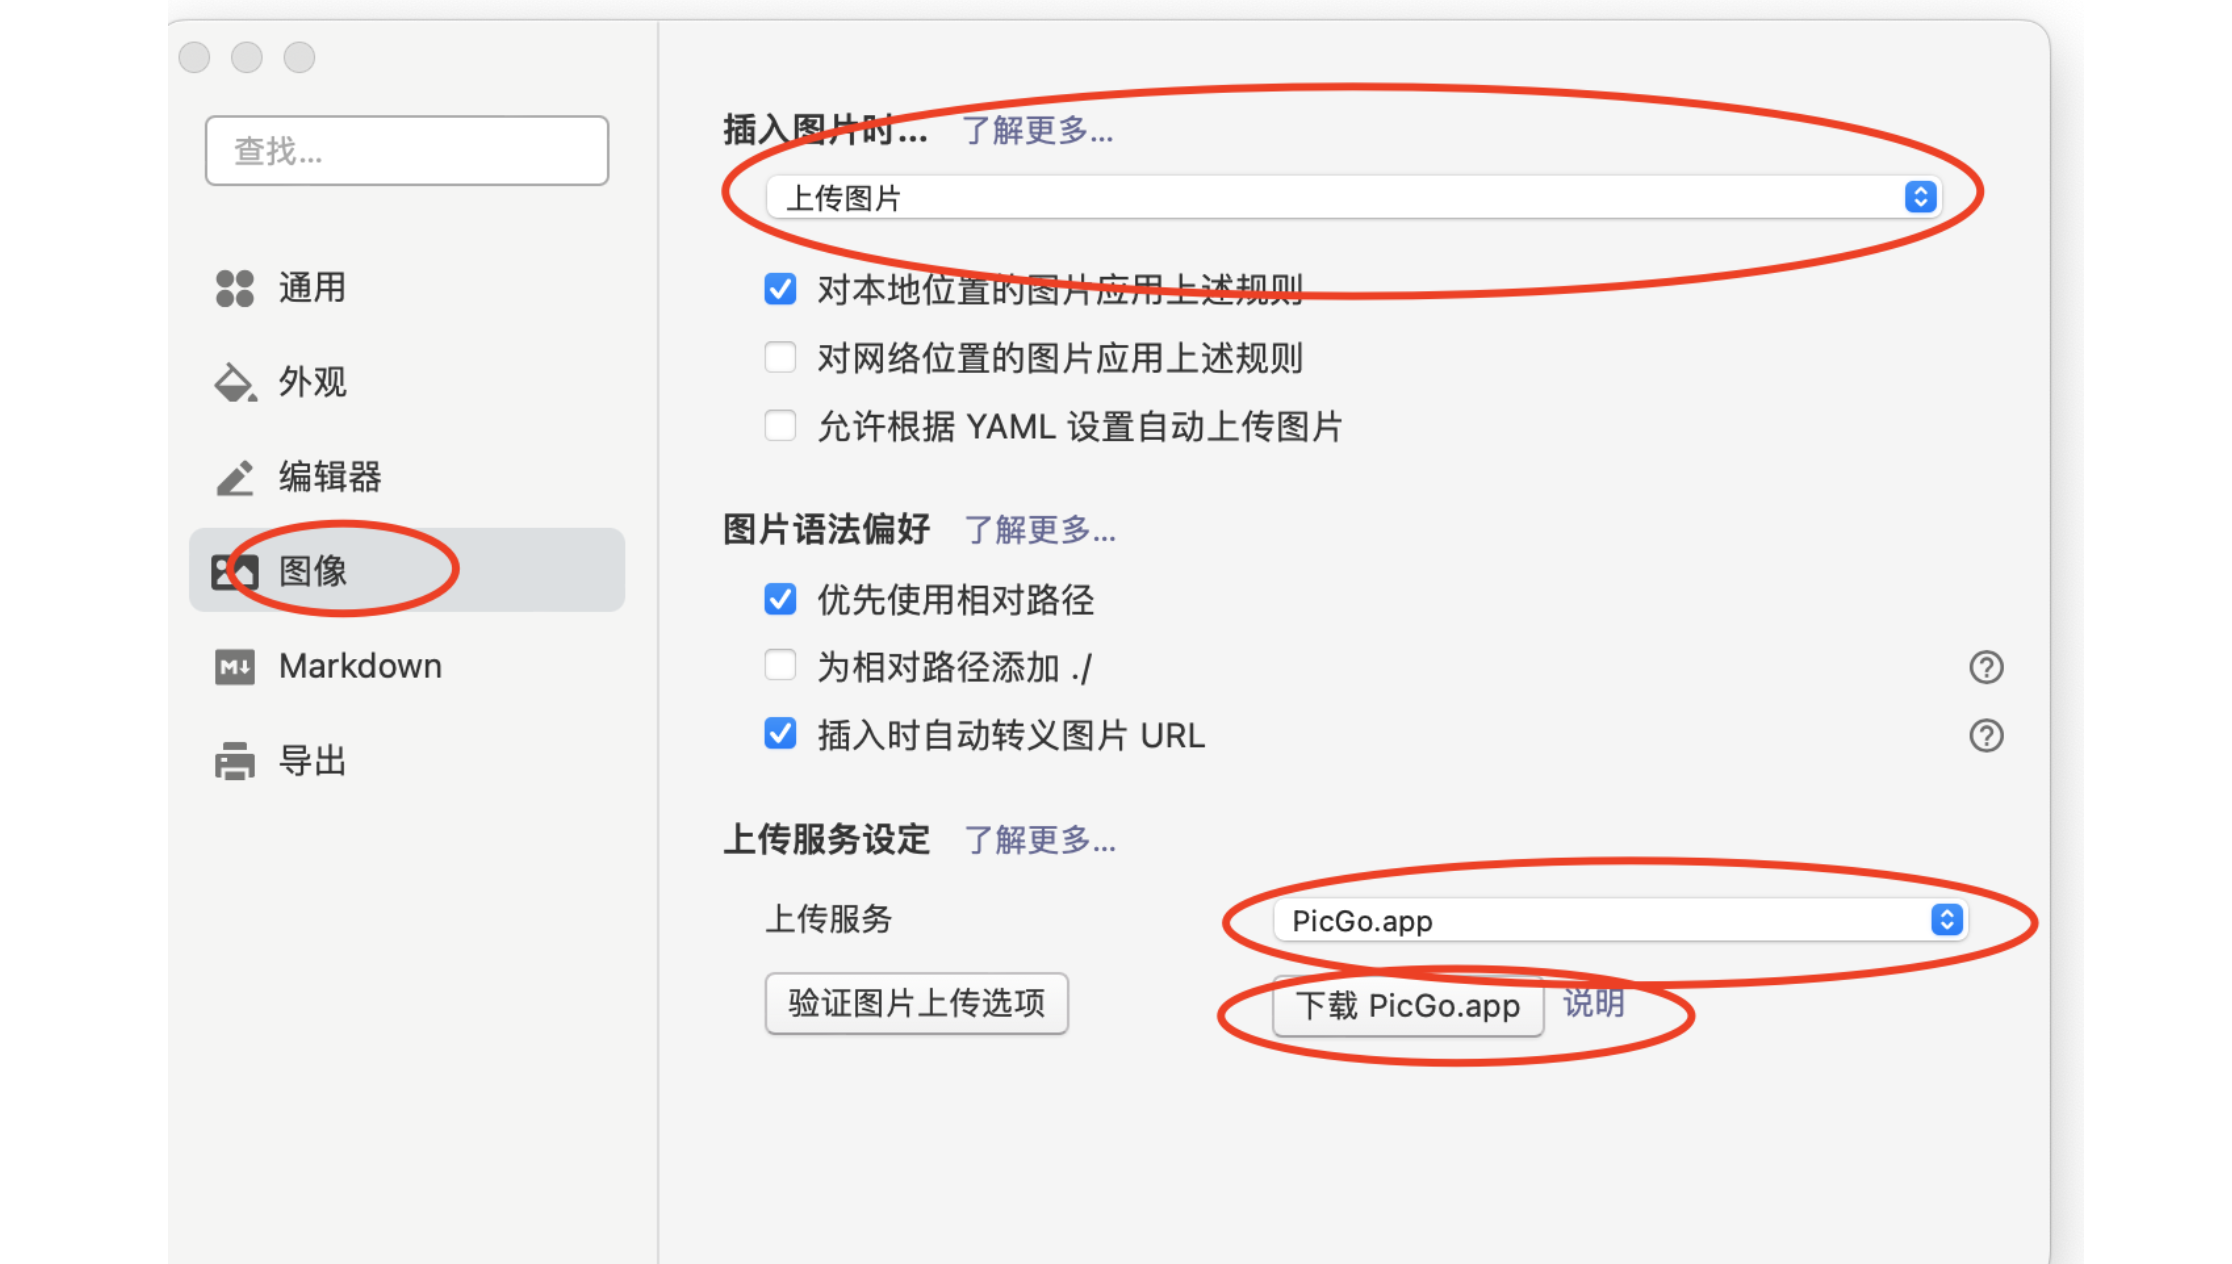 查找...
通用
外观
编辑器
图像
Markdown
导出
插入图片时... 了解更多...
上传图片
对本地位置的图片应用上述规则
对网络位置的图片应用上述规则
允许根据 YAML 设置自动上传图片
图片语法偏好 了解更多...
优先使用相对路径
为相对路径添加 ./
插入时自动转义图片 URL
上传服务设定 了解更多...
上传服务 PicGo.app
验证图片上传选项 下载 PicGo.app 说明